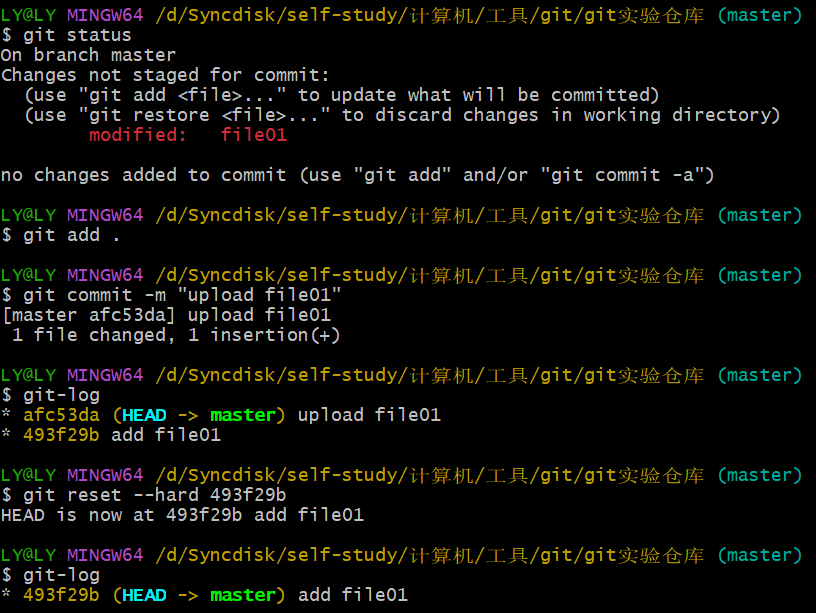 LY@LY MINGW64 /d/Syncdisk/self-study/计算机/工具/git/git实验仓库 (master)
$ git status
On branch master
Changes not staged for commit:
  (use "git add <file>..." to update what will be committed)
  (use "git restore <file>..." to discard changes in working directory)
        modified:   file01

no changes added to commit (use "git add" and/or "git commit -a")

LY@LY MINGW64 /d/Syncdisk/self-study/计算机/工具/git/git实验仓库 (master)
$ git add .

LY@LY MINGW64 /d/Syncdisk/self-study/计算机/工具/git/git实验仓库 (master)
$ git commit -m "upload file01"
[master afc53da] upload file01
 1 file changed, 1 insertion(+)

LY@LY MINGW64 /d/Syncdisk/self-study/计算机/工具/git/git实验仓库 (master)
$ git-log
* afc53da (HEAD -> master) upload file01
* 493f29b add file01

LY@LY MINGW64 /d/Syncdisk/self-study/计算机/工具/git/git实验仓库 (master)
$ git reset --hard 493f29b
HEAD is now at 493f29b add file01

LY@LY MINGW64 /d/Syncdisk/self-study/计算机/工具/git/git实验仓库 (master)
$ git-log
* 493f29b (HEAD -> master) add file01